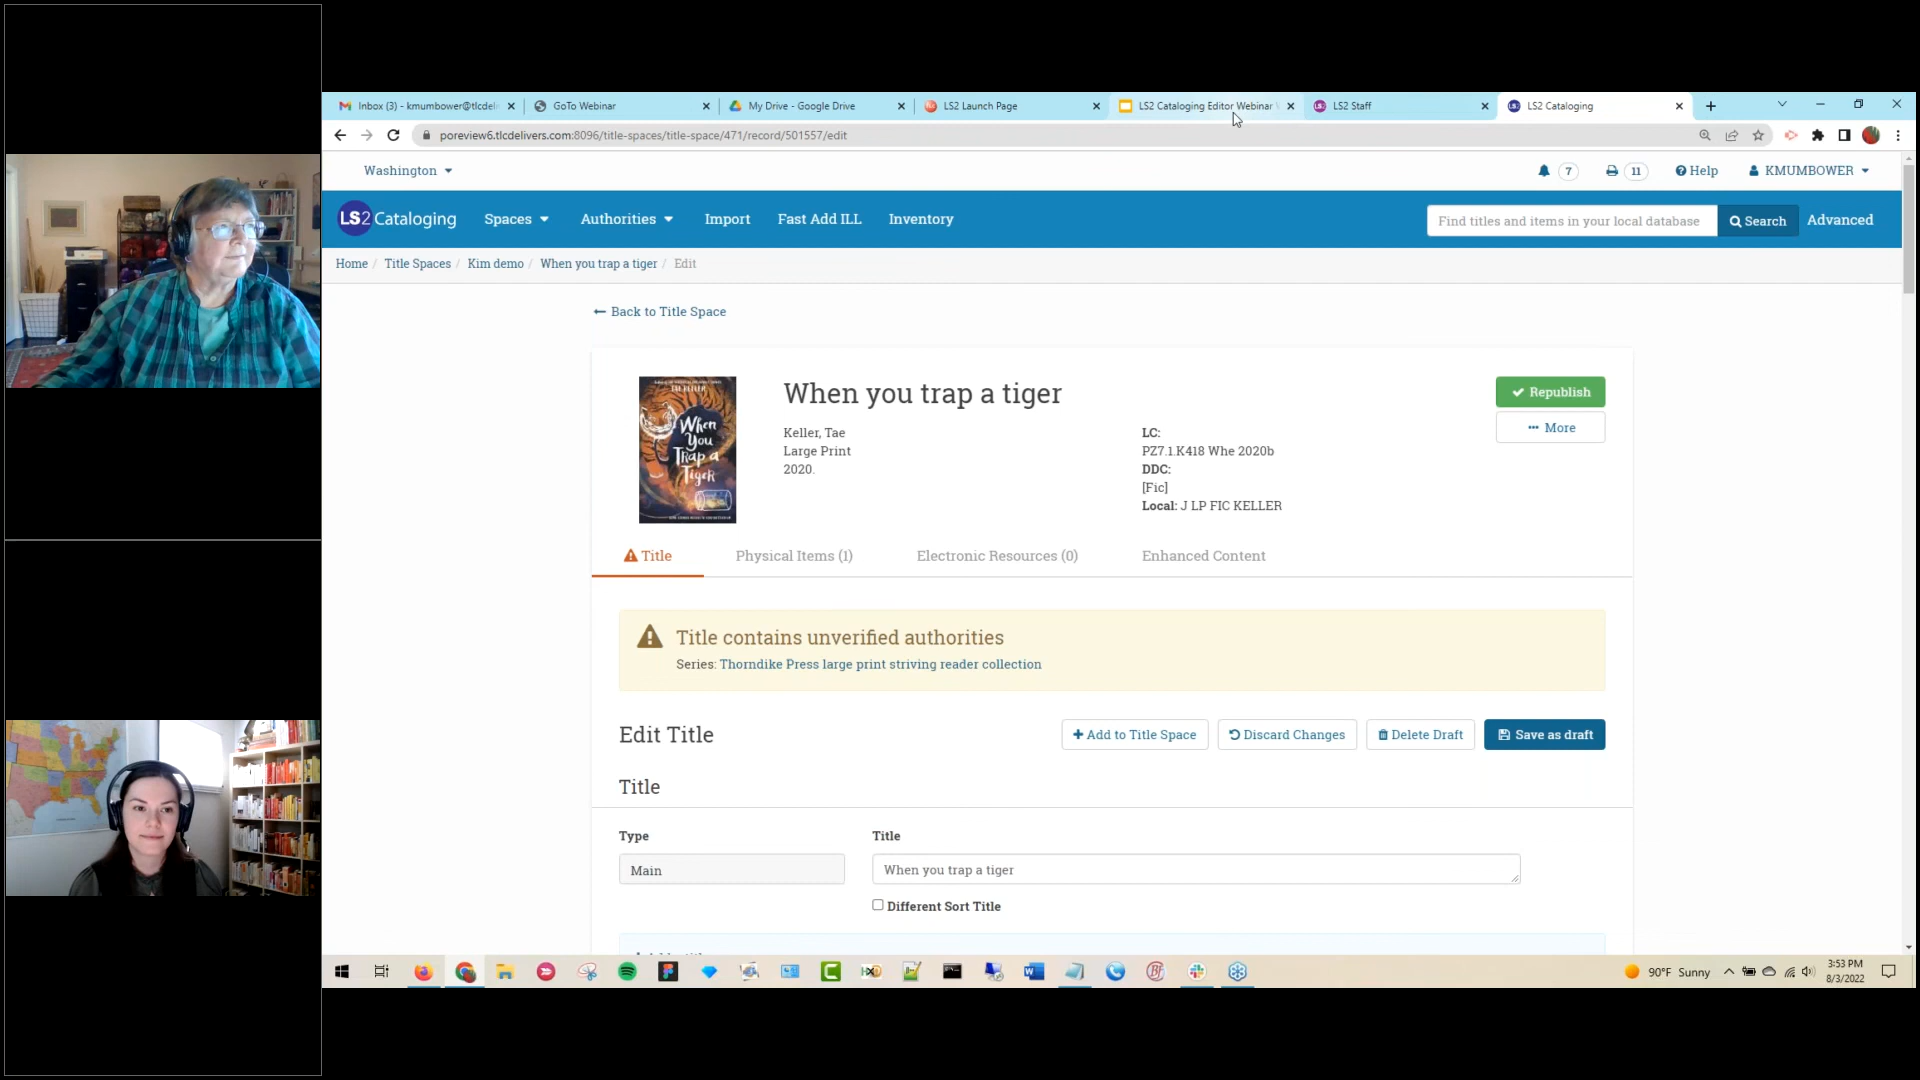 Inbox (3) - kmumbower@tlcdeli
GoTo Webinar
My Drive - Google Drive
LS2 Launch Page
LS2 Cataloging Editor Webinar
LS2 Staff
LS2 Cataloging
poreview6.tlcdelivers.com:8096/title-spaces/title-space/471/record/501557/edit
Washington
7
11
Help
KMUMBOWER
LS2 Cataloging
Spaces
Authorities
Import
Fast Add ILL
Inventory
Find titles and items in your local database
Search
Advanced
Home / Title Spaces / Kim demo / When you trap a tiger / Edit
Back to Title Space
When you trap a tiger
Republish
More
Keller, Tae
Large Print
2020.
LC:
PZ7.1.K418 Whe 2020b
DDC:
[Fic]
Local: J LP FIC KELLER
TAE KELLER
When
You
Trap a
Tiger
Title
Physical Items (1)
Electronic Resources (0)
Enhanced Content
Title contains unverified authorities
Series: Thorndike Press large print striving reader collection
Edit Title
Add to Title Space
Discard Changes
Delete Draft
Save as draft
Title
Type
Title
Main
When you trap a tiger
Different Sort Title
90°F Sunny
3:53 PM
8/3/2022